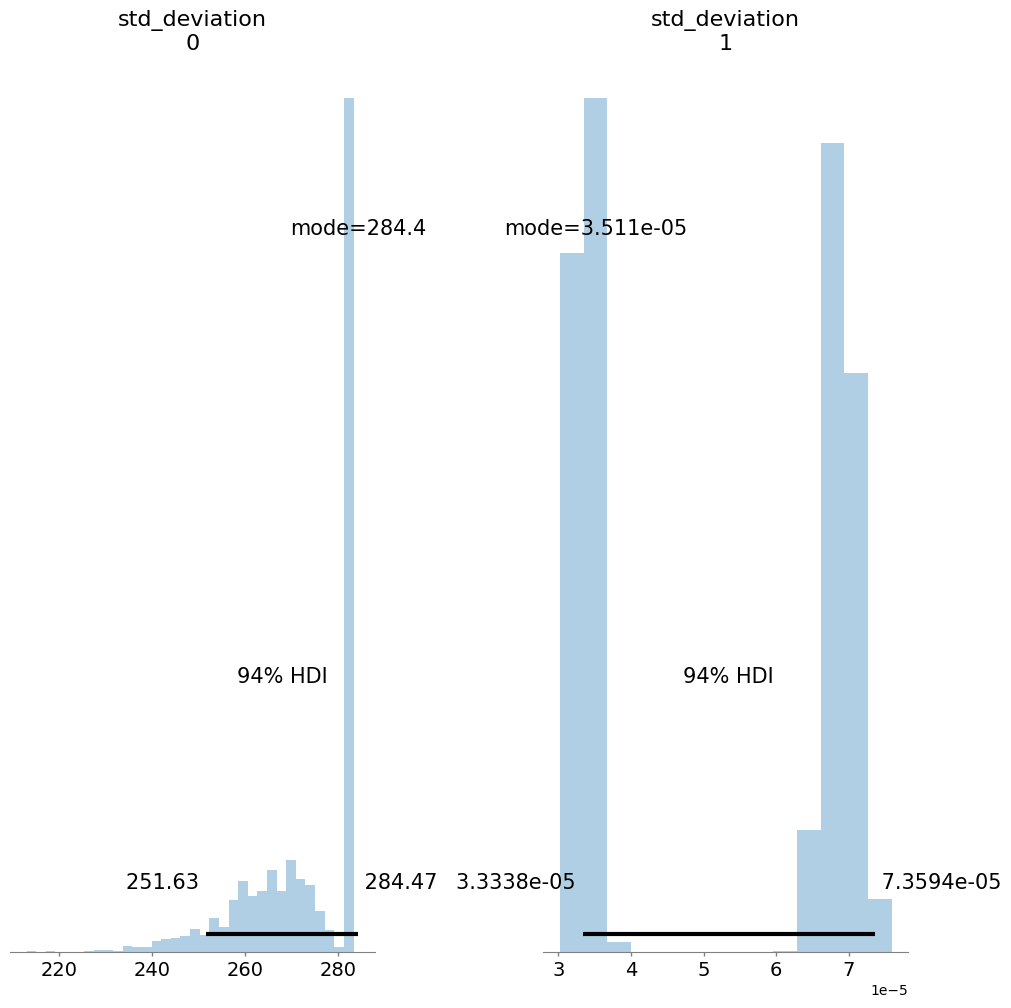 std_deviation
0
std_deviation
1
mode=284.4
mode=3.511e-05
94% HDI
94% HDI
251.63
284.47
3.3338e-05
7.3594e-05
220
240
260
280
3
4
5
6
7
1e−5